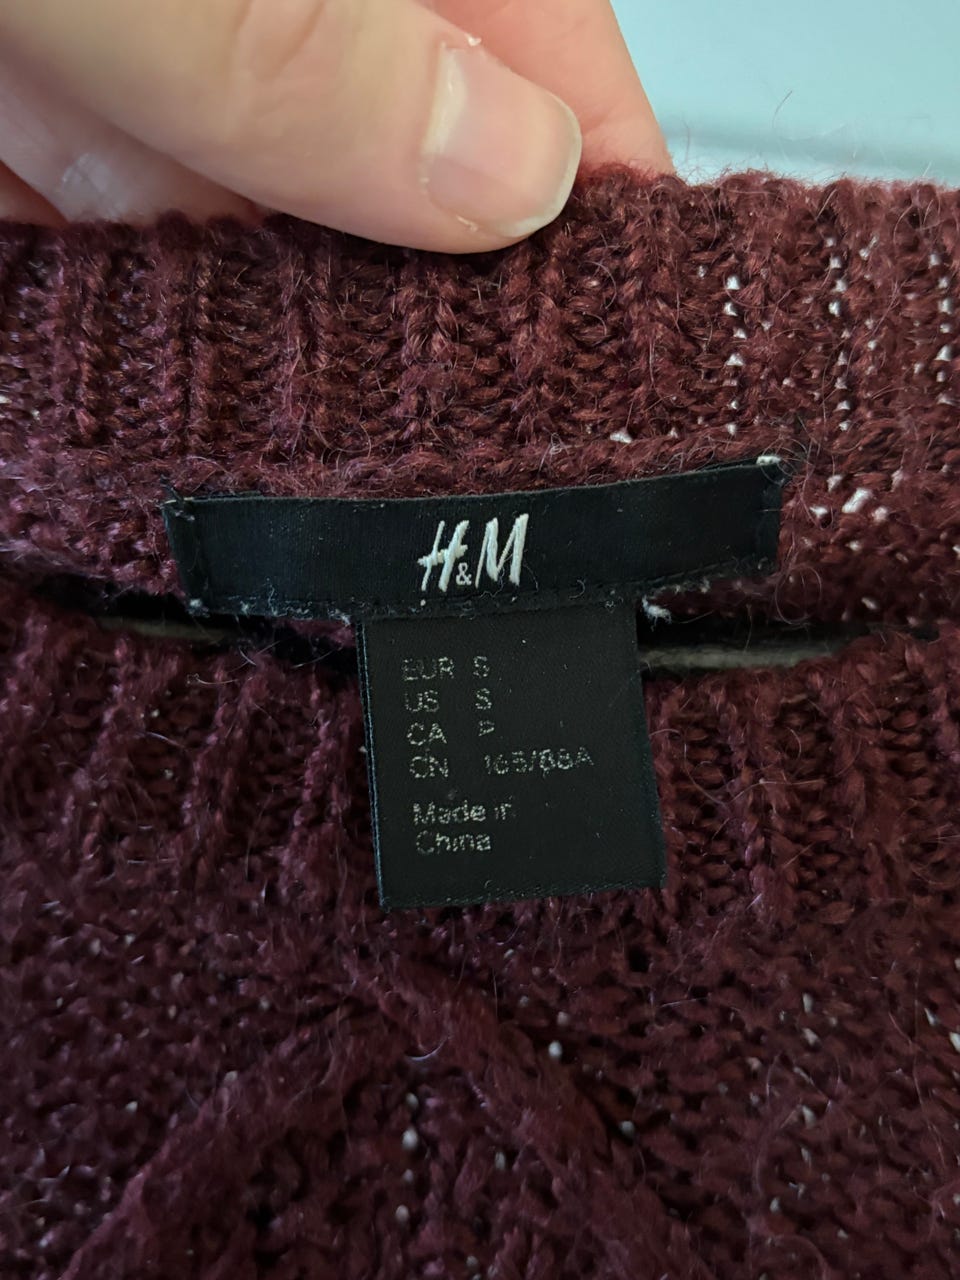 H&M
EUR S
US S
CA P
CN 165/88A
Made in
China